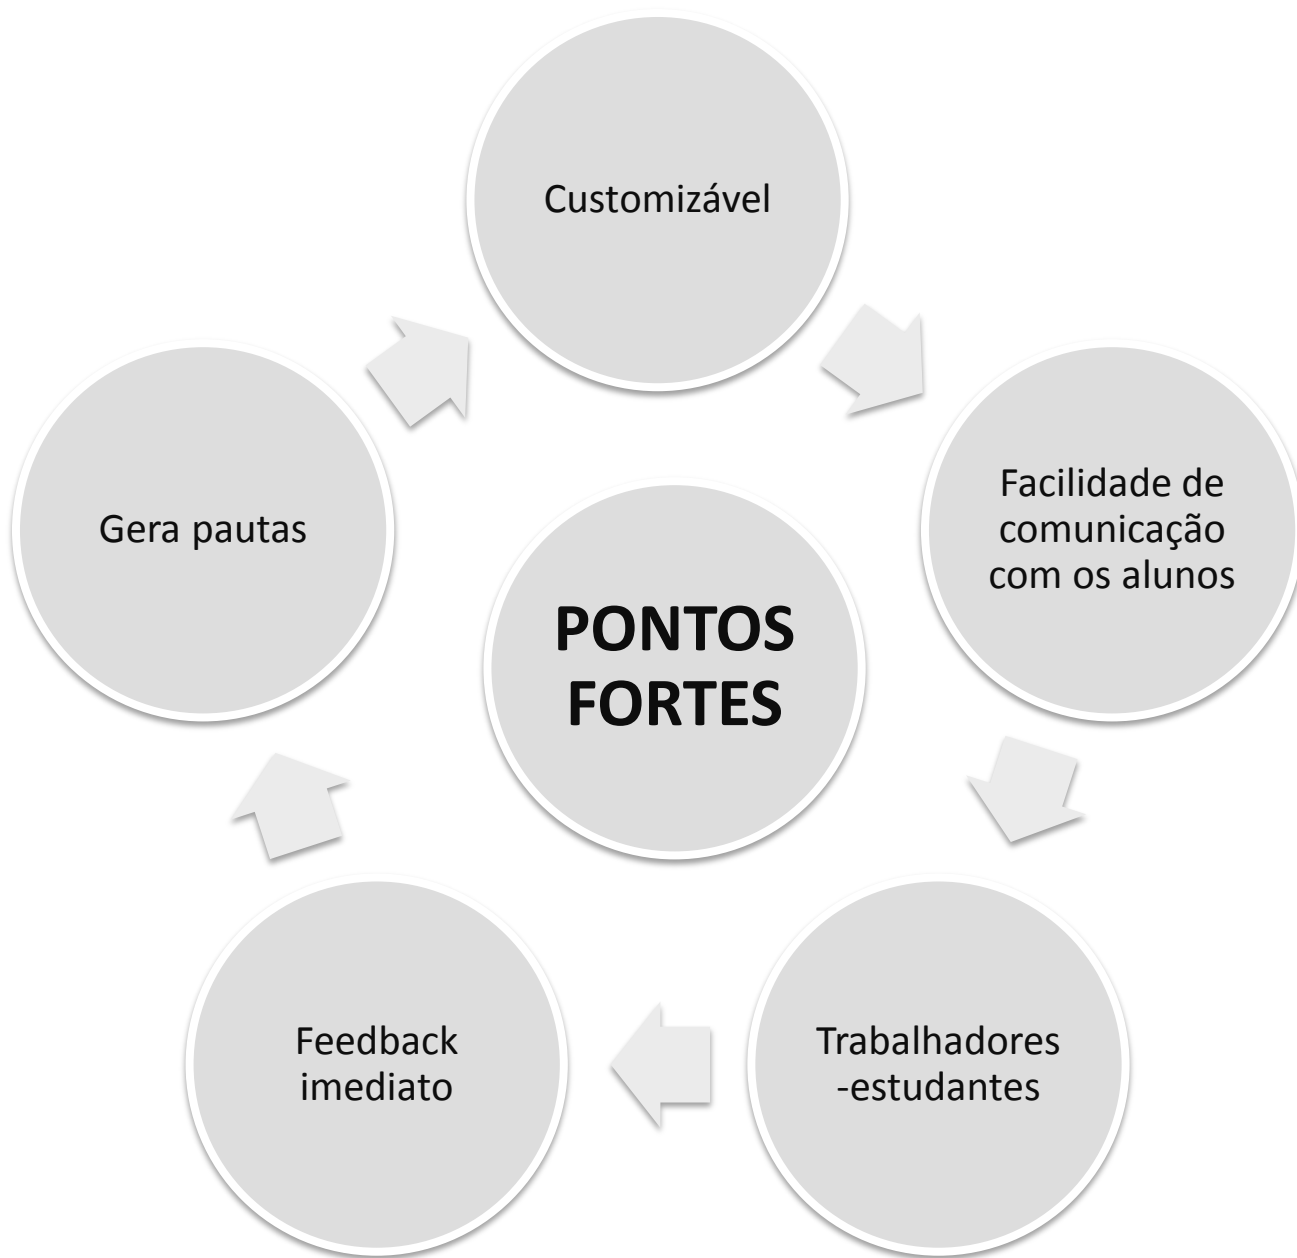 Customizável
Facilidade de
comunicação
com os alunos
Gera pautas
PONTOS
FORTES
Trabalhadores
-estudantes
Feedback
imediato